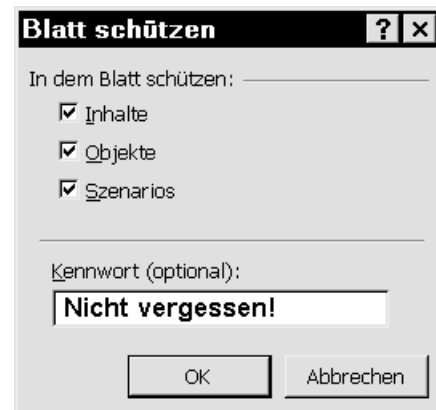 Blatt schützen ? ×
In dem Blatt schützen:
Inhalte
Objekte
Szenarios
Kennwort (optional):
Nicht vergessen!
OK Abbrechen